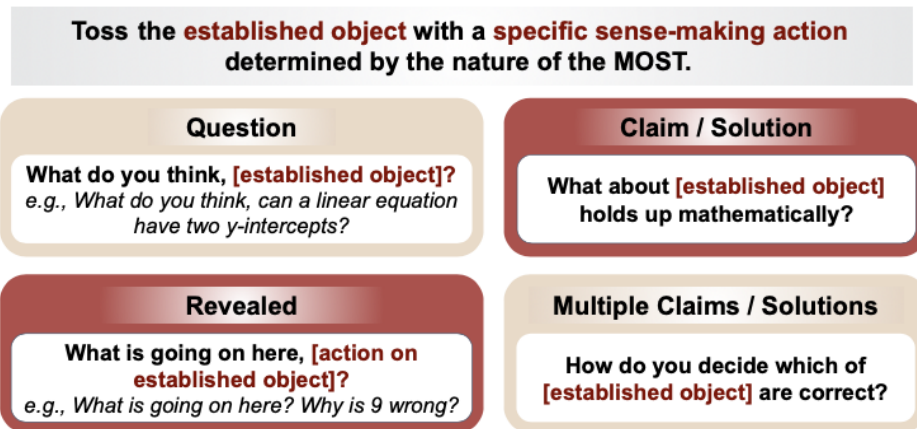 Toss the established object with a specific sense-making action
determined by the nature of the MOST.
Question
What do you think, [established object]?
e.g., What do you think, can a linear equation
have two y-intercepts?
Claim / Solution
What about [established object]
holds up mathematically?
Revealed
What is going on here, [action on
established object]?
e.g., What is going on here? Why is 9 wrong?
Multiple Claims / Solutions
How do you decide which of
[established object] are correct?